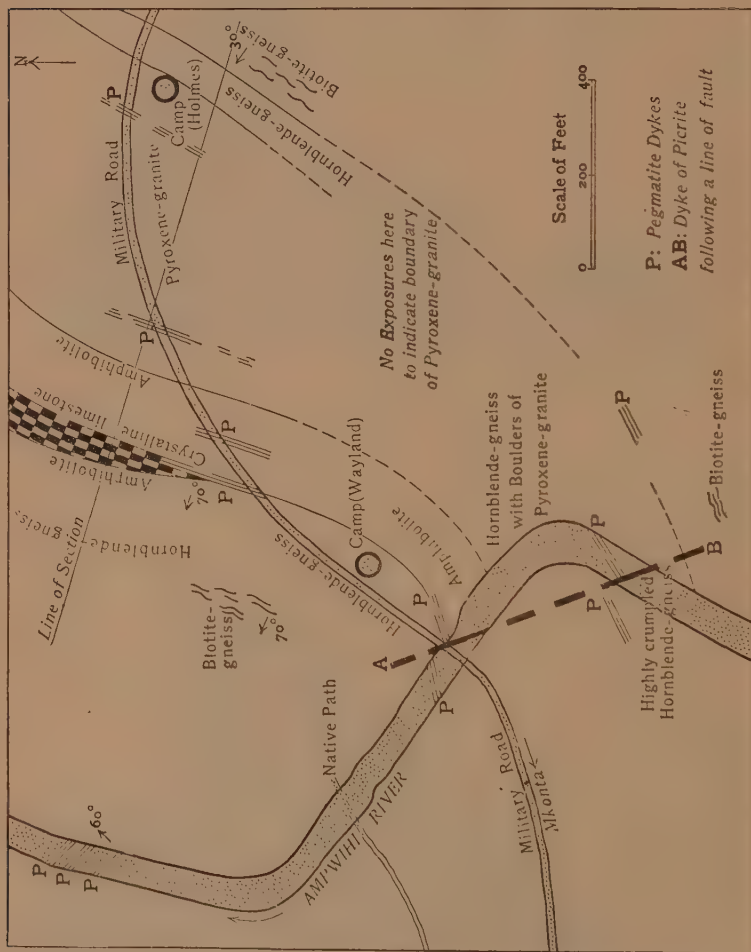 N
Military Road
P
Camp
(Holmes)
30°
Biotite-gneiss
Hornblende-gneiss
Pyroxene-granite
P
Amphibolite
Crystalline limestone
Amphibolite
70°
P
P
Hornblende-
gneiss
Line of Section
No Exposures here
to indicate boundary
of Pyroxene-granite
Scale of Feet
0 200 400
P: Pegmatite Dykes
AB: Dyke of Picrite
following a line of fault
Biotite-
gneiss
70°
Hornblende-gneiss
Camp (Wayland)
Amphibolite
Hornblende-gneiss
with Boulders of
Pyroxene-granite
P
A
P
Native Path
AMPWIHI RIVER
60°
P
P
P
Military Road
Mkonta
P
P
P
B
Biotite-gneiss
Highly crumpled
Hornblende-gneiss